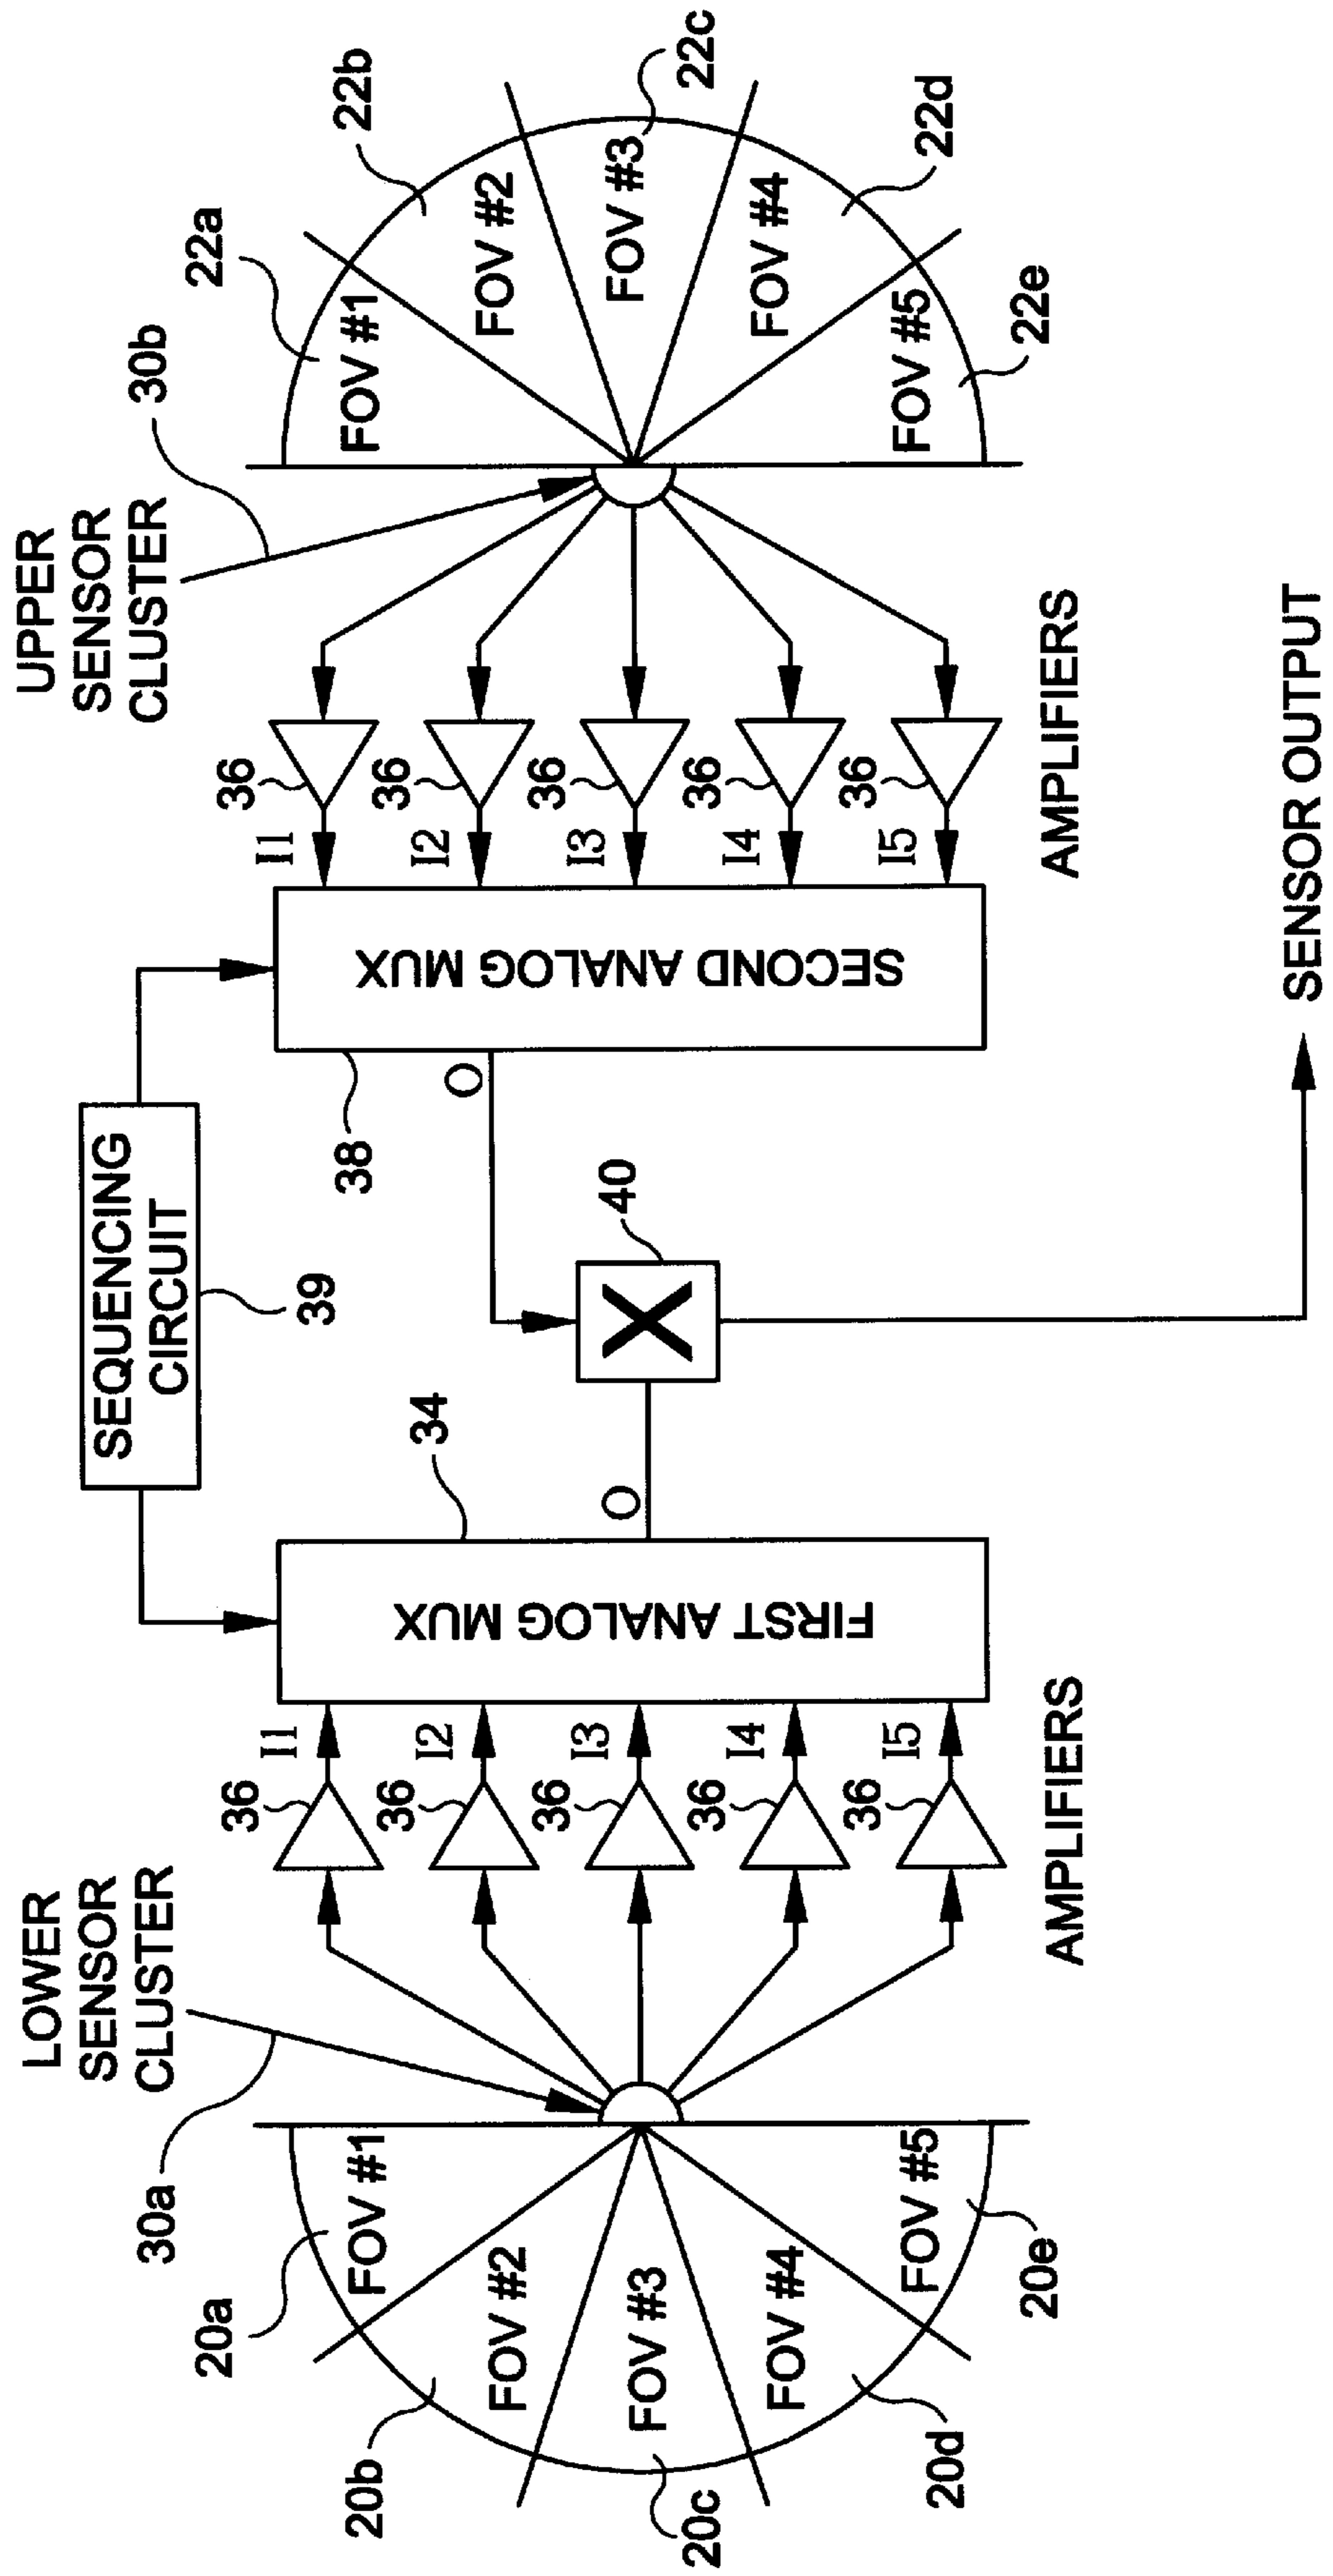 LOWER
SENSOR
CLUSTER
30a
SEQUENCING
CIRCUIT
39
UPPER
SENSOR
CLUSTER
30b
20a
20b
20c
20d
20e
FOV #1
FOV #2
FOV #3
FOV #4
FOV #5
36
36
36
36
36
I1
I2
I3
I4
I5
AMPLIFIERS
FIRST ANALOG MUX
34
O
40
X
O
38
SECOND ANALOG MUX
I1
I2
I3
I4
I5
36
36
36
36
36
AMPLIFIERS
22a
22b
22c
22d
22e
FOV #1
FOV #2
FOV #3
FOV #4
FOV #5
SENSOR OUTPUT